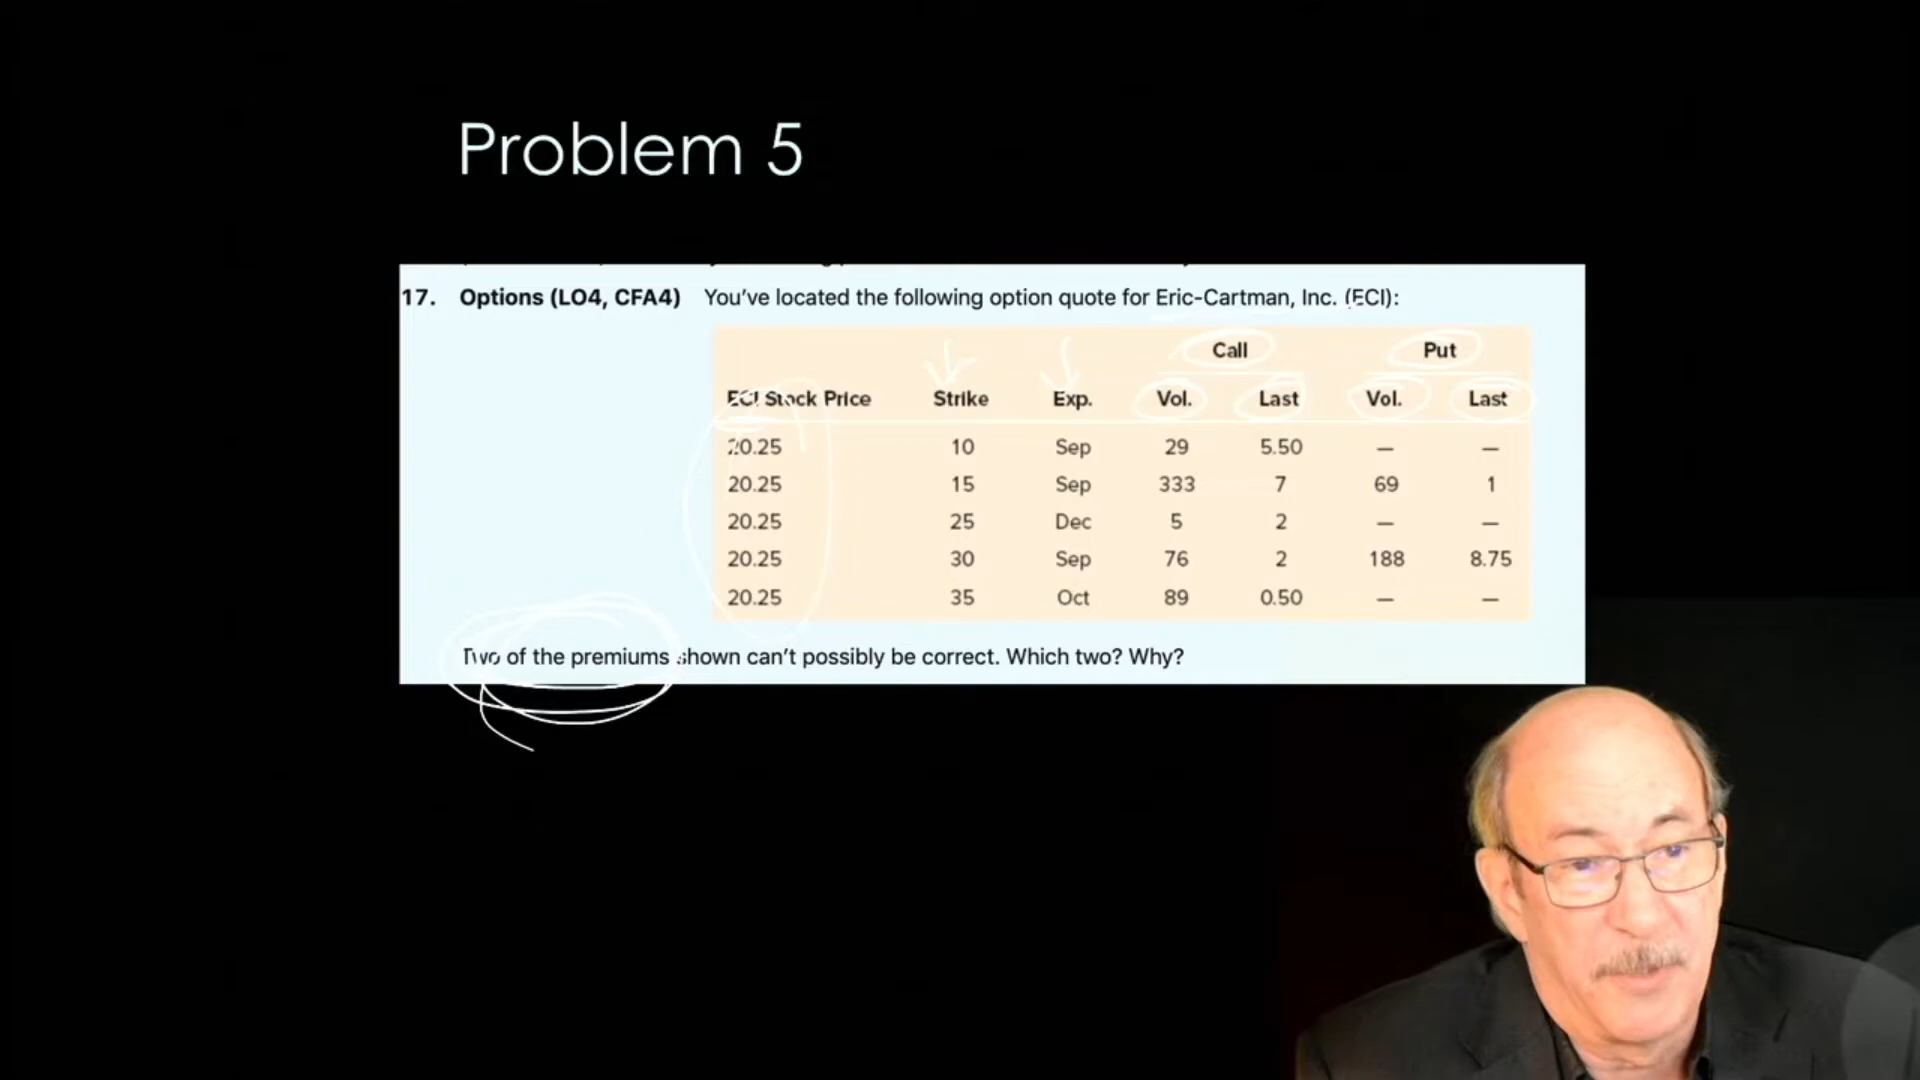 Problem 5
17. Options (LO4, CFA4) You've located the following option quote for Eric-Cartman, Inc. (ECI):
Call Put
ECI Stock Price Strike Exp. Vol. Last Vol. Last
20.25 10 Sep 29 5.50 — —
20.25 15 Sep 333 7 69 1
20.25 25 Dec 5 2 — —
20.25 30 Sep 76 2 188 8.75
20.25 35 Oct 89 0.50 — —
Two of the premiums shown can't possibly be correct. Which two? Why?